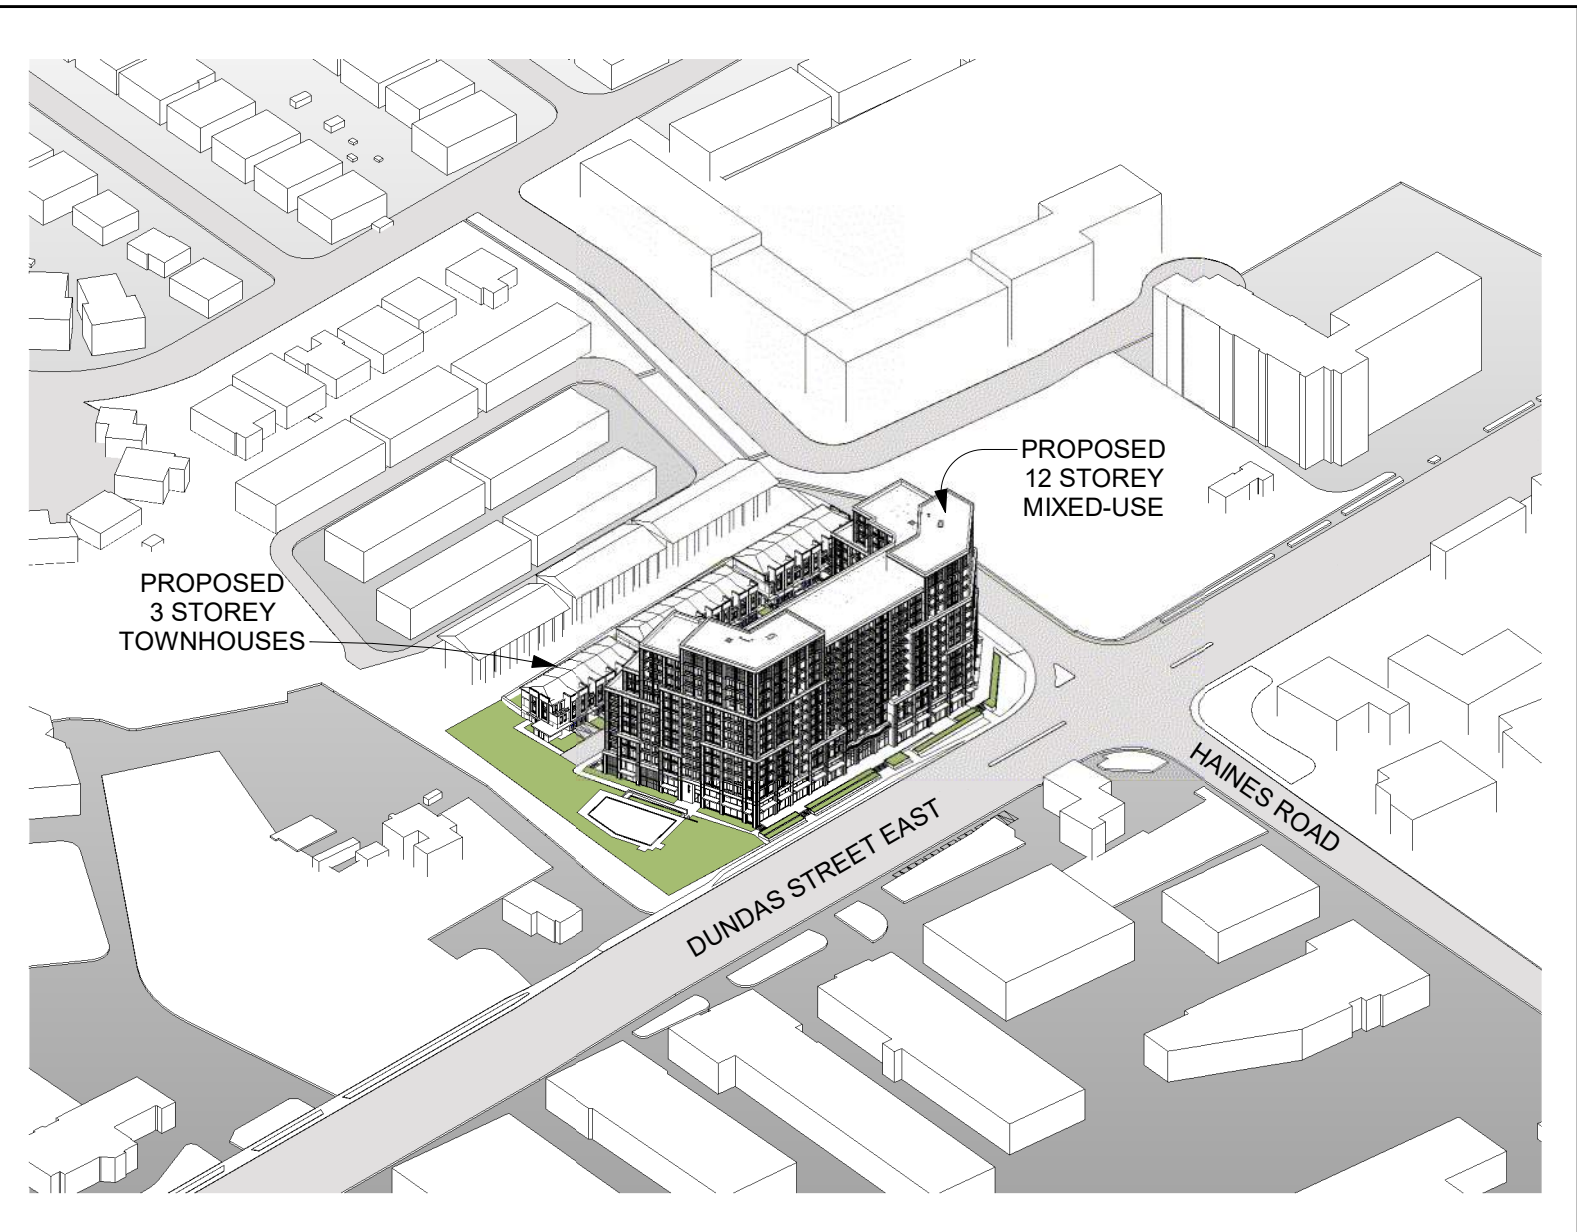 PROPOSED
12 STOREY
MIXED-USE
PROPOSED
3 STOREY
TOWNHOUSES
HAINES ROAD
DUNDAS STREET EAST